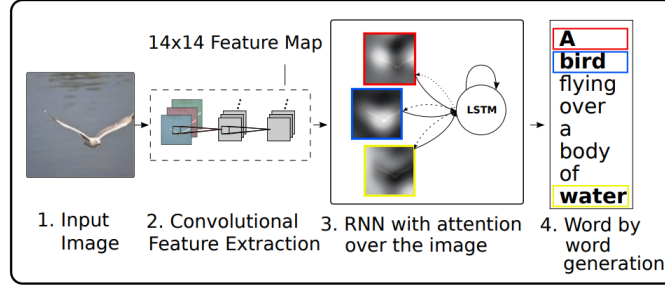 14x14 Feature Map
LSTM
A
bird
flying
over
a
body
of
water
1. Input
Image
2. Convolutional
Feature Extraction
3. RNN with attention
over the image
4. Word by
word
generation